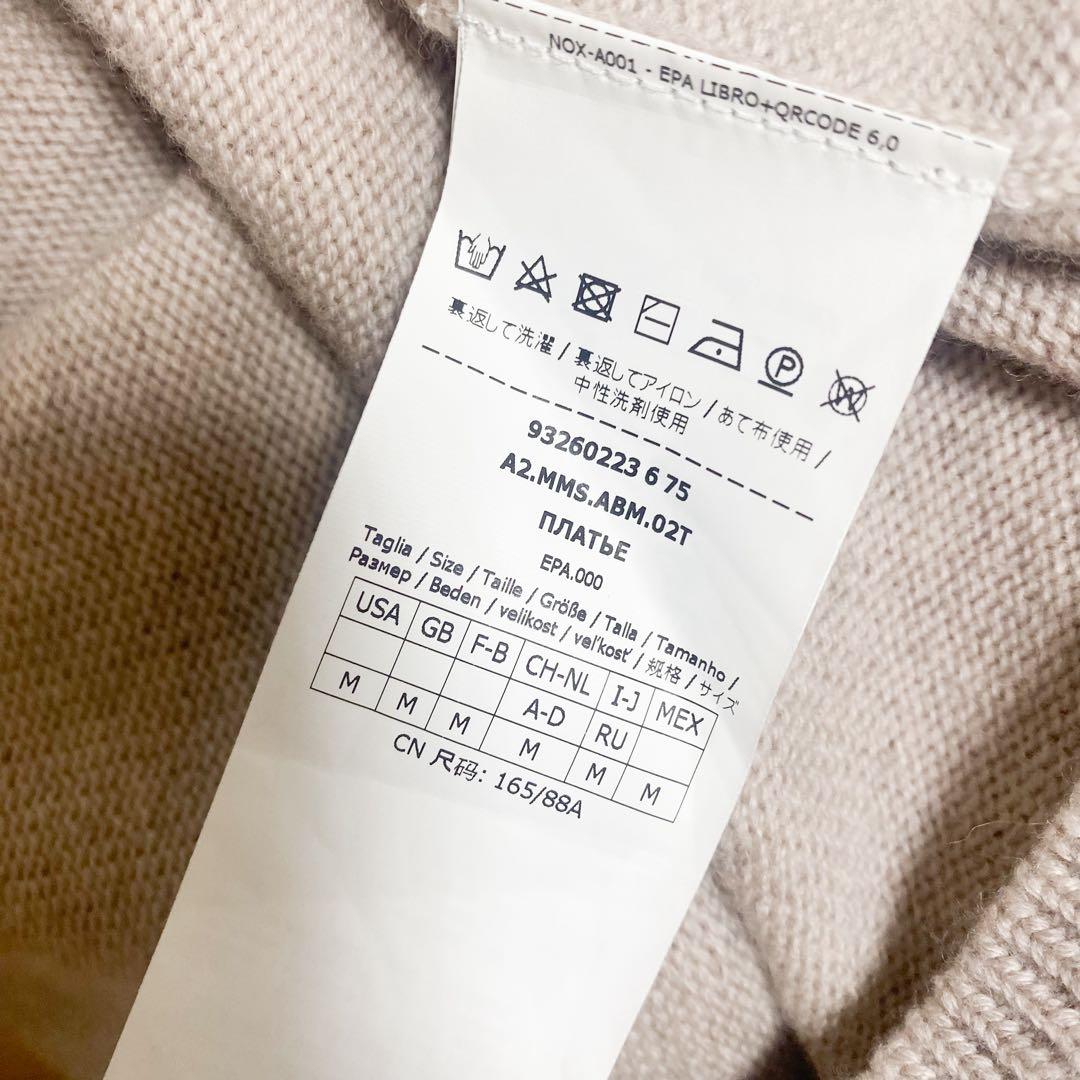 NOX-A001 - EPA LIBRO+QRCODE 6,0
P
W
裏返して洗濯 / 裏返してアイロン / あて布使用 /
中性洗剤使用
93260223 6 75
A2.MMS.ABM.02T
ПЛАТЬЕ
EPA.000
Taglia / Size / Taille / Größe / Talla / Tamanho /
Размер / Beden / velikost / veľkosť / 规格 / サイズ
USA GB F-B CH-NL I-J MEX
A-D RU
M M M M M M
CN 尺码: 165/88A